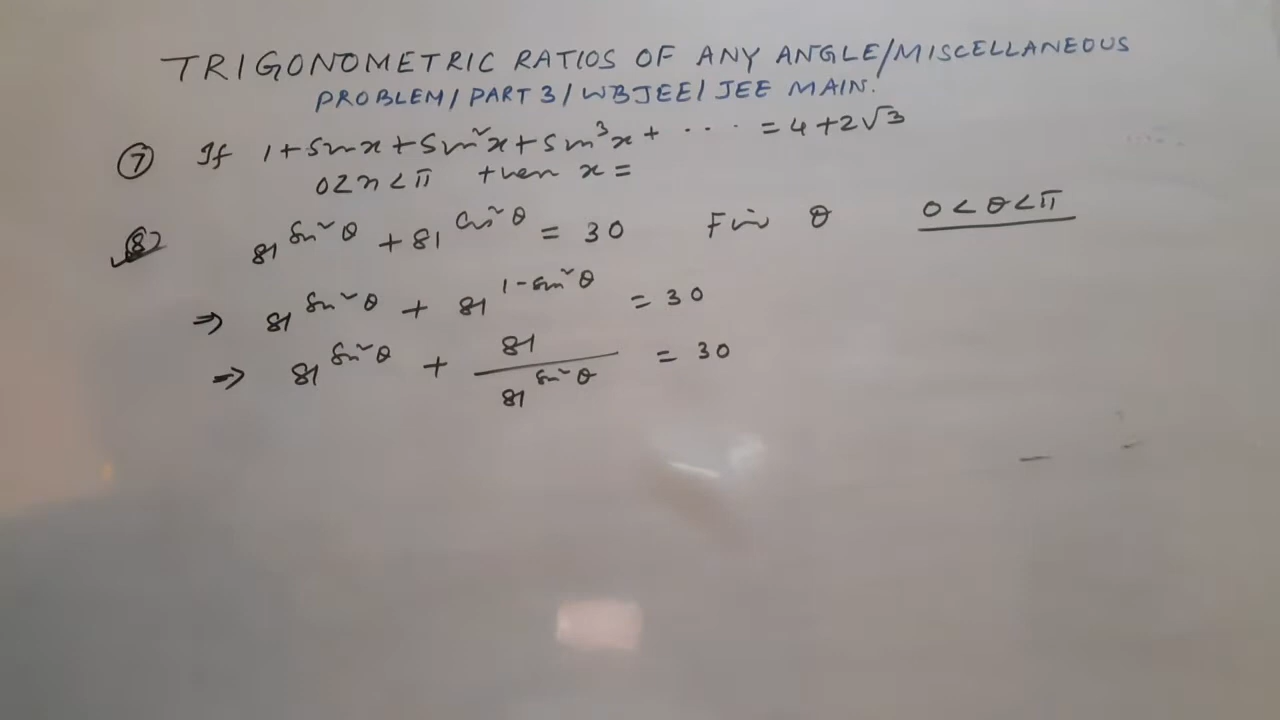 TRIGONOMETRIC RATIOS OF ANY ANGLE/MISCELLANEOUS
PROBLEM/ PART 3/ WBJEE/ JEE MAIN.
⑦ If 1+sinx+sin²x+sin³x+ .... = 4+2√3
0<x<π then x=
⑧ 81^sin²θ + 81^cos²θ = 30 Find θ 0<θ<π
⇒ 81^sin²θ + 81^1-sin²θ = 30
⇒ 81^sin²θ + 81/81^sin²θ = 30